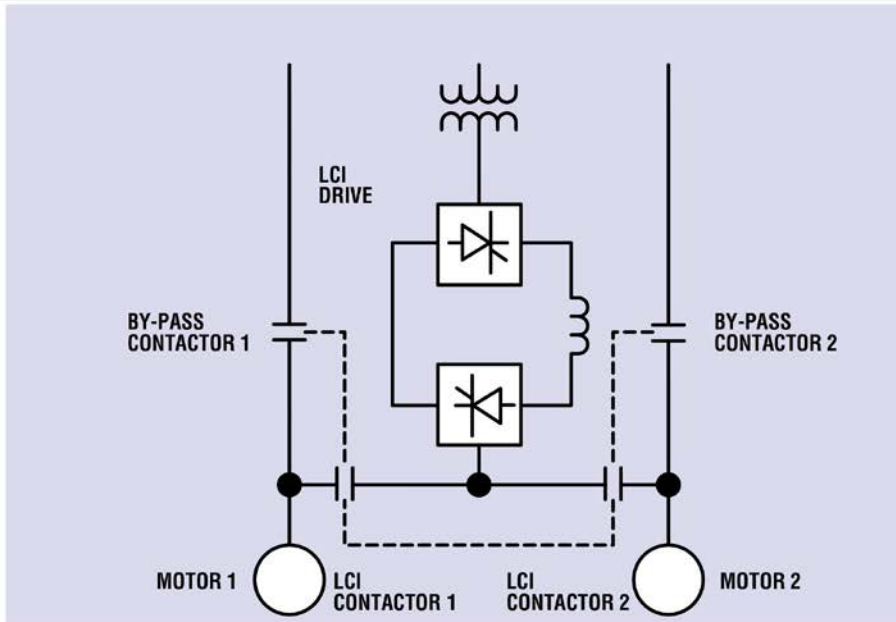 LCI
DRIVE
BY-PASS
CONTACTOR 1
BY-PASS
CONTACTOR 2
MOTOR 1
LCI
CONTACTOR 1
LCI
CONTACTOR 2
MOTOR 2